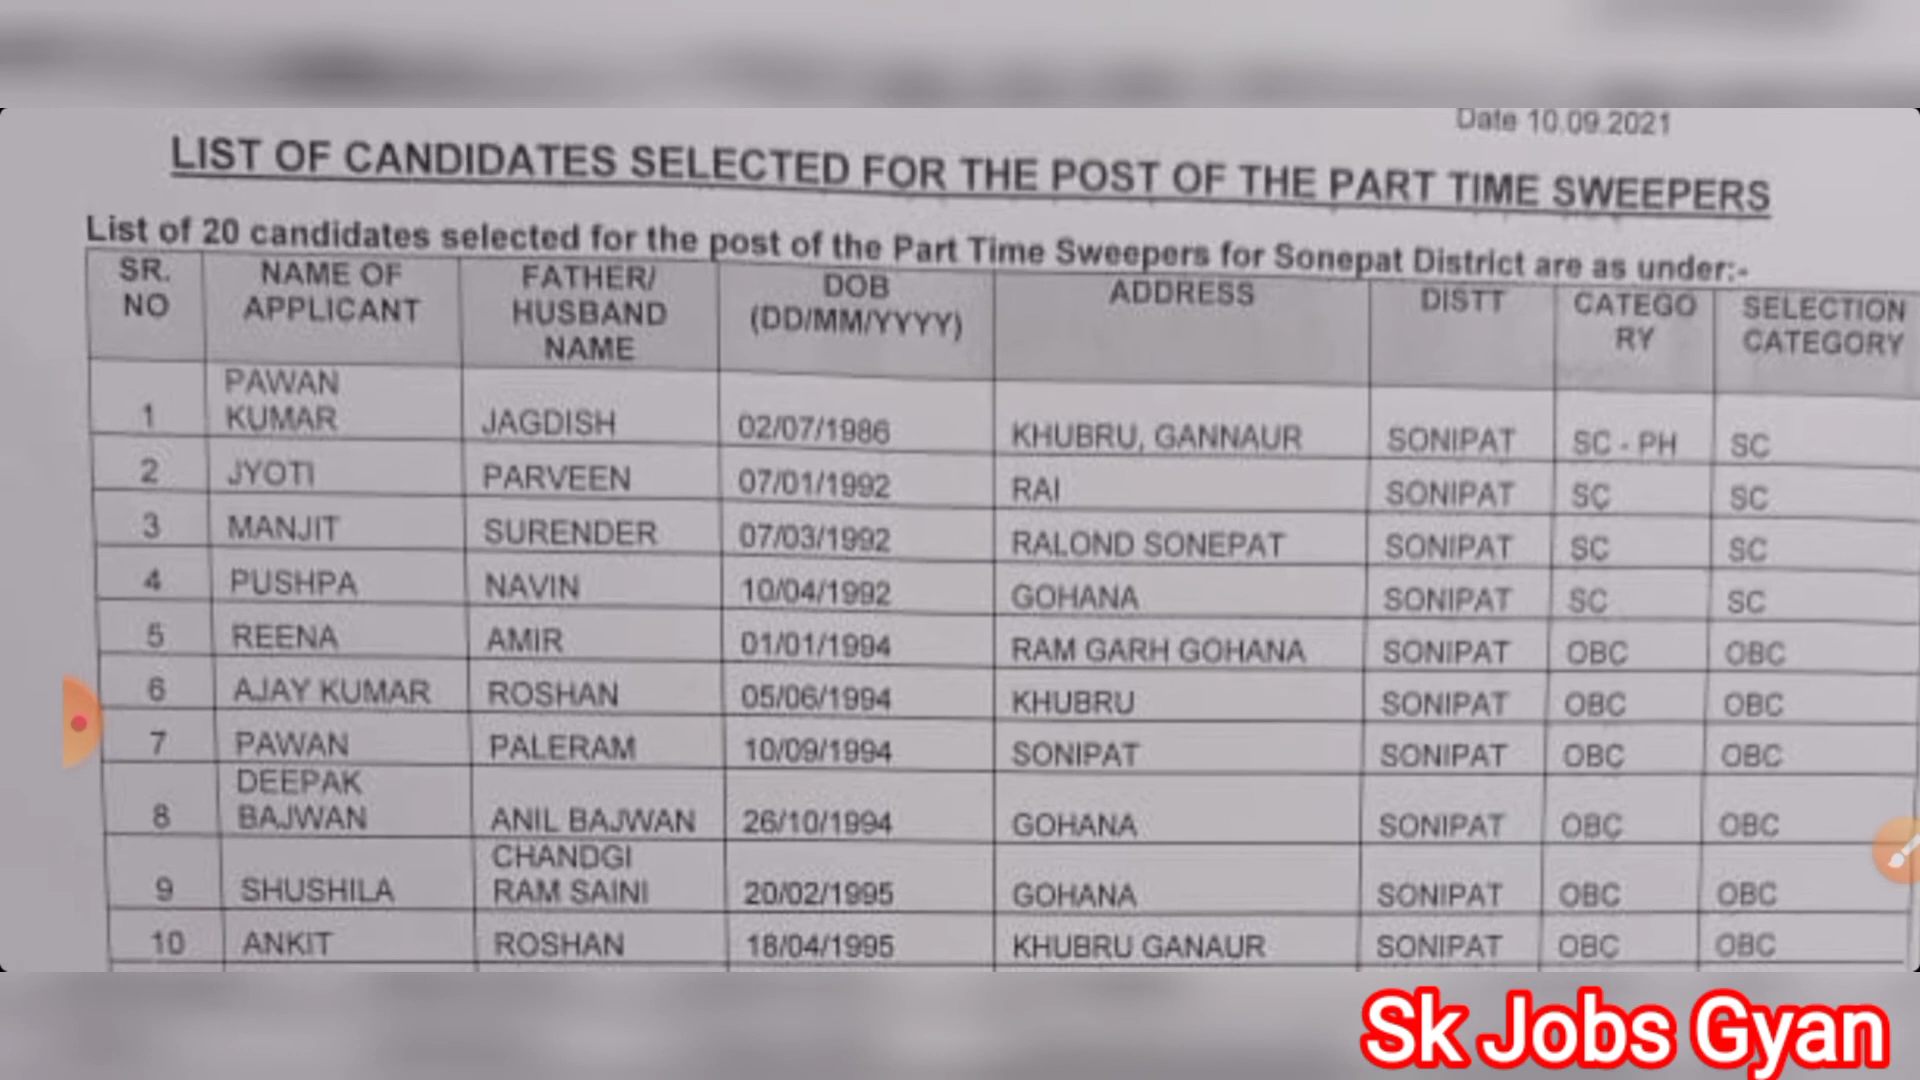 Date 10.09.2021
LIST OF CANDIDATES SELECTED FOR THE POST OF THE PART TIME SWEEPERS
List of 20 candidates selected for the post of the Part Time Sweepers for Sonepat District are as under:-
SR. NO NAME OF APPLICANT FATHER/ HUSBAND NAME DOB (DD/MM/YYYY) ADDRESS DISTT CATEGO RY SELECTION CATEGORY
1 PAWAN KUMAR JAGDISH 02/07/1986 KHUBRU, GANNAUR SONIPAT SC - PH SC
2 JYOTI PARVEEN 07/01/1992 RAI SONIPAT SC SC
3 MANJIT SURENDER 07/03/1992 RALOND SONEPAT SONIPAT SC SC
4 PUSHPA NAVIN 10/04/1992 GOHANA SONIPAT SC SC
5 REENA AMIR 01/01/1994 RAM GARH GOHANA SONIPAT OBC OBC
6 AJAY KUMAR ROSHAN 05/06/1994 KHUBRU SONIPAT OBC OBC
7 PAWAN PALERAM 10/09/1994 SONIPAT SONIPAT OBC OBC
8 DEEPAK BAJWAN ANIL BAJWAN 26/10/1994 GOHANA SONIPAT OBC OBC
9 SHUSHILA CHANDGI RAM SAINI 20/02/1995 GOHANA SONIPAT OBC OBC
10 ANKIT ROSHAN 18/04/1995 KHUBRU GANAUR SONIPAT OBC OBC
Sk Jobs Gyan